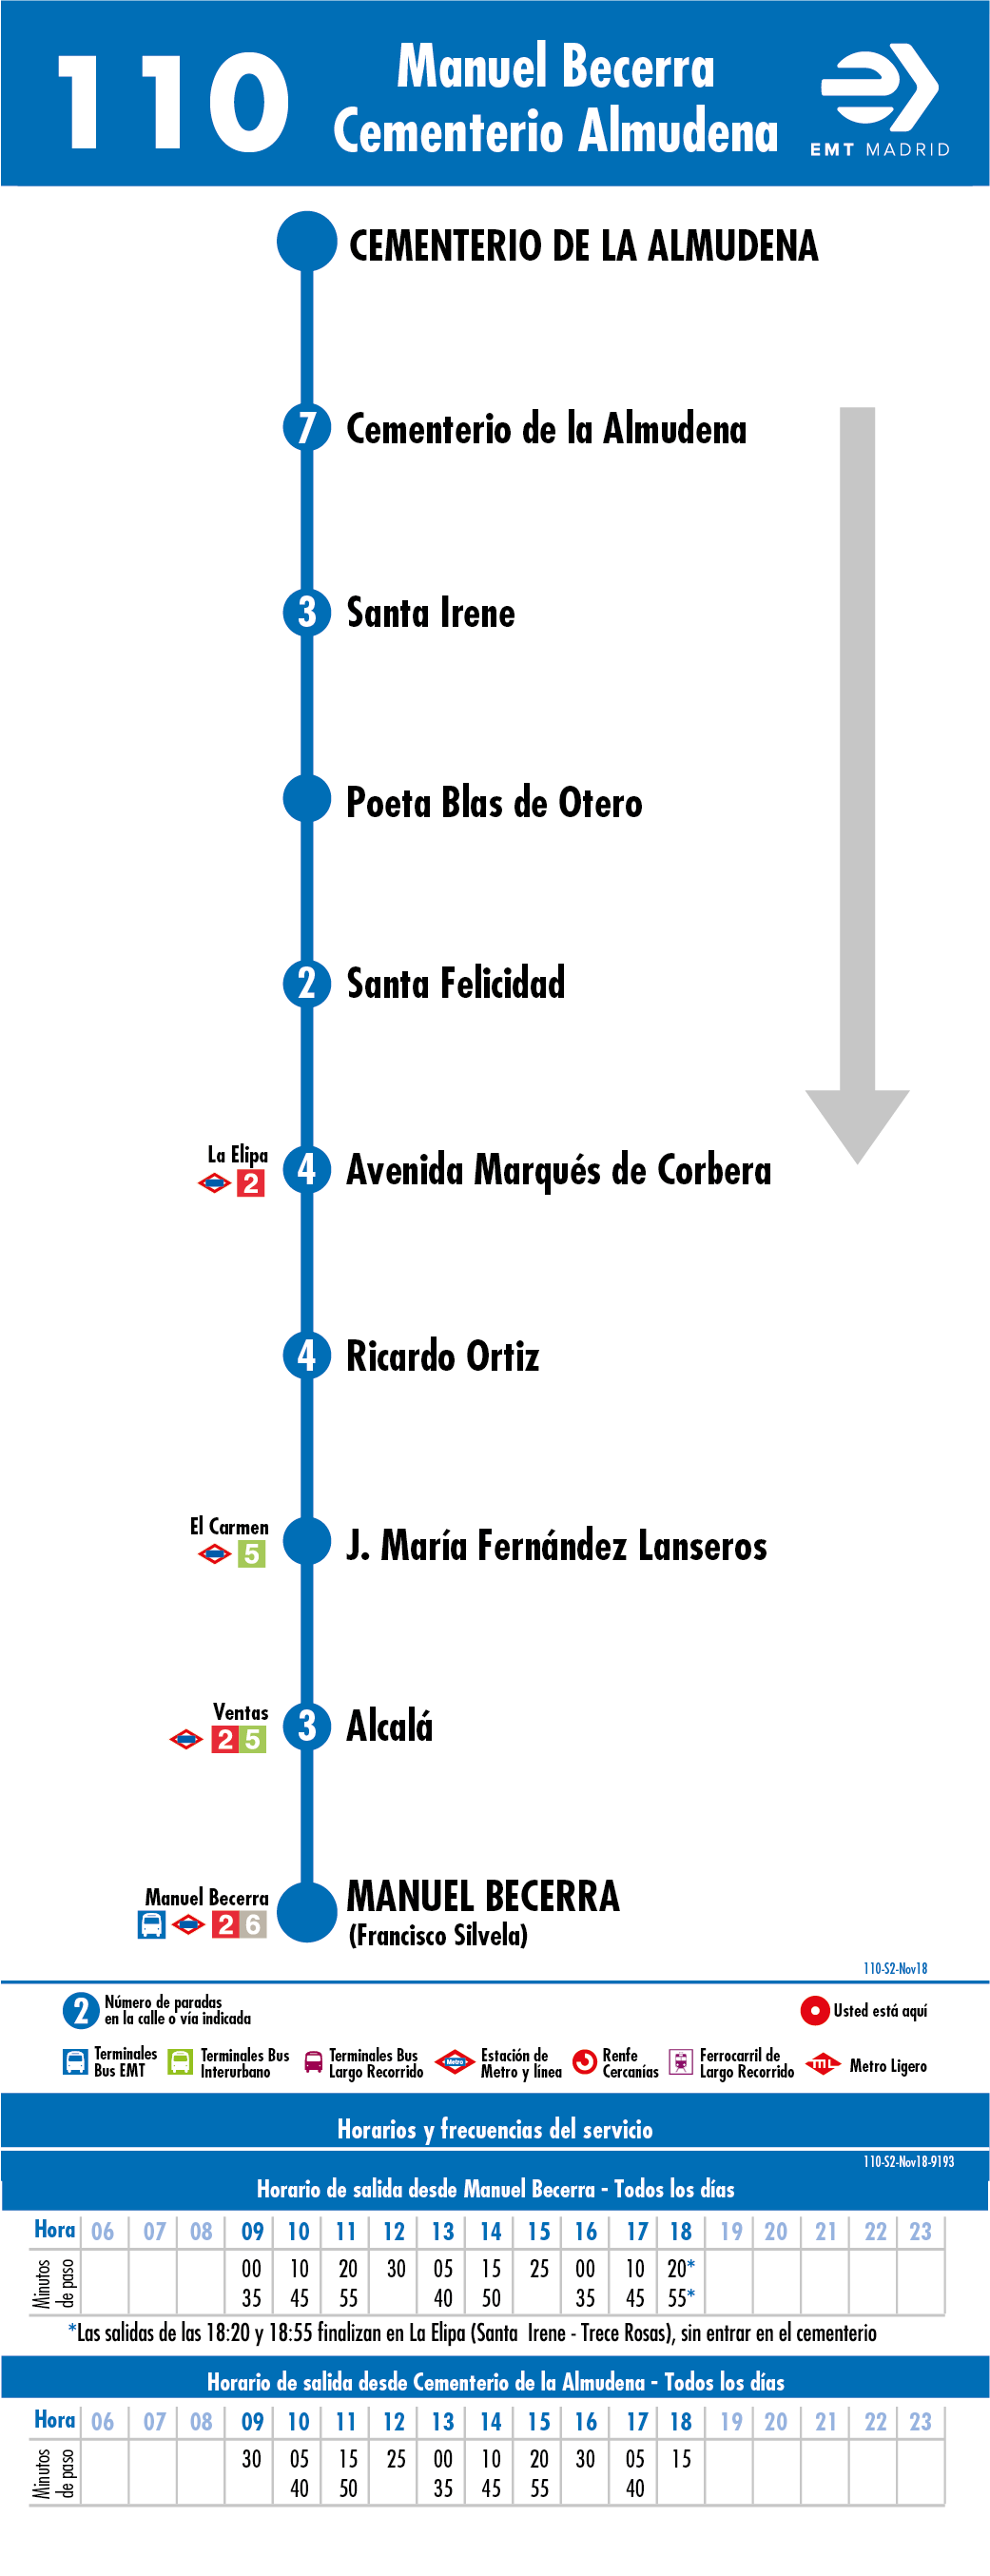 110
Manuel Becerra
Cementerio Almudena
EMT MADRID
CEMENTERIO DE LA ALMUDENA
7 Cementerio de la Almudena
3 Santa Irene
Poeta Blas de Otero
2 Santa Felicidad
La Elipa
2
4 Avenida Marqués de Corbera
4 Ricardo Ortiz
El Carmen
5
J. María Fernández Lanseros
Ventas
2 5
3 Alcalá
Manuel Becerra
2 6
MANUEL BECERRA
(Francisco Silvela)
110-S2-Nov18
2 Número de paradas
en la calle o vía indicada
Usted está aquí
Terminales
Bus EMT
Terminales Bus
Interurbano
Terminales Bus
Largo Recorrido
Metro
Estación de
Metro y línea
Renfe
Cercanías
Ferrocarril de
Largo Recorrido
ML
Metro Ligero
Horarios y frecuencias del servicio
110-S2-Nov18-9193
Horario de salida desde Manuel Becerra - Todos los días
Hora 06 07 08 09 10 11 12 13 14 15 16 17 18 19 20 21 22 23
Minutos
de paso
00 10 20 30 05 15 25 00 10 20*
35 45 55 40 50 35 45 55*
*Las salidas de las 18:20 y 18:55 finalizan en La Elipa (Santa Irene - Trece Rosas), sin entrar en el cementerio
Horario de salida desde Cementerio de la Almudena - Todos los días
Hora 06 07 08 09 10 11 12 13 14 15 16 17 18 19 20 21 22 23
Minutos
de paso
30 05 15 25 00 10 20 30 05 15
40 50 35 45 55 40